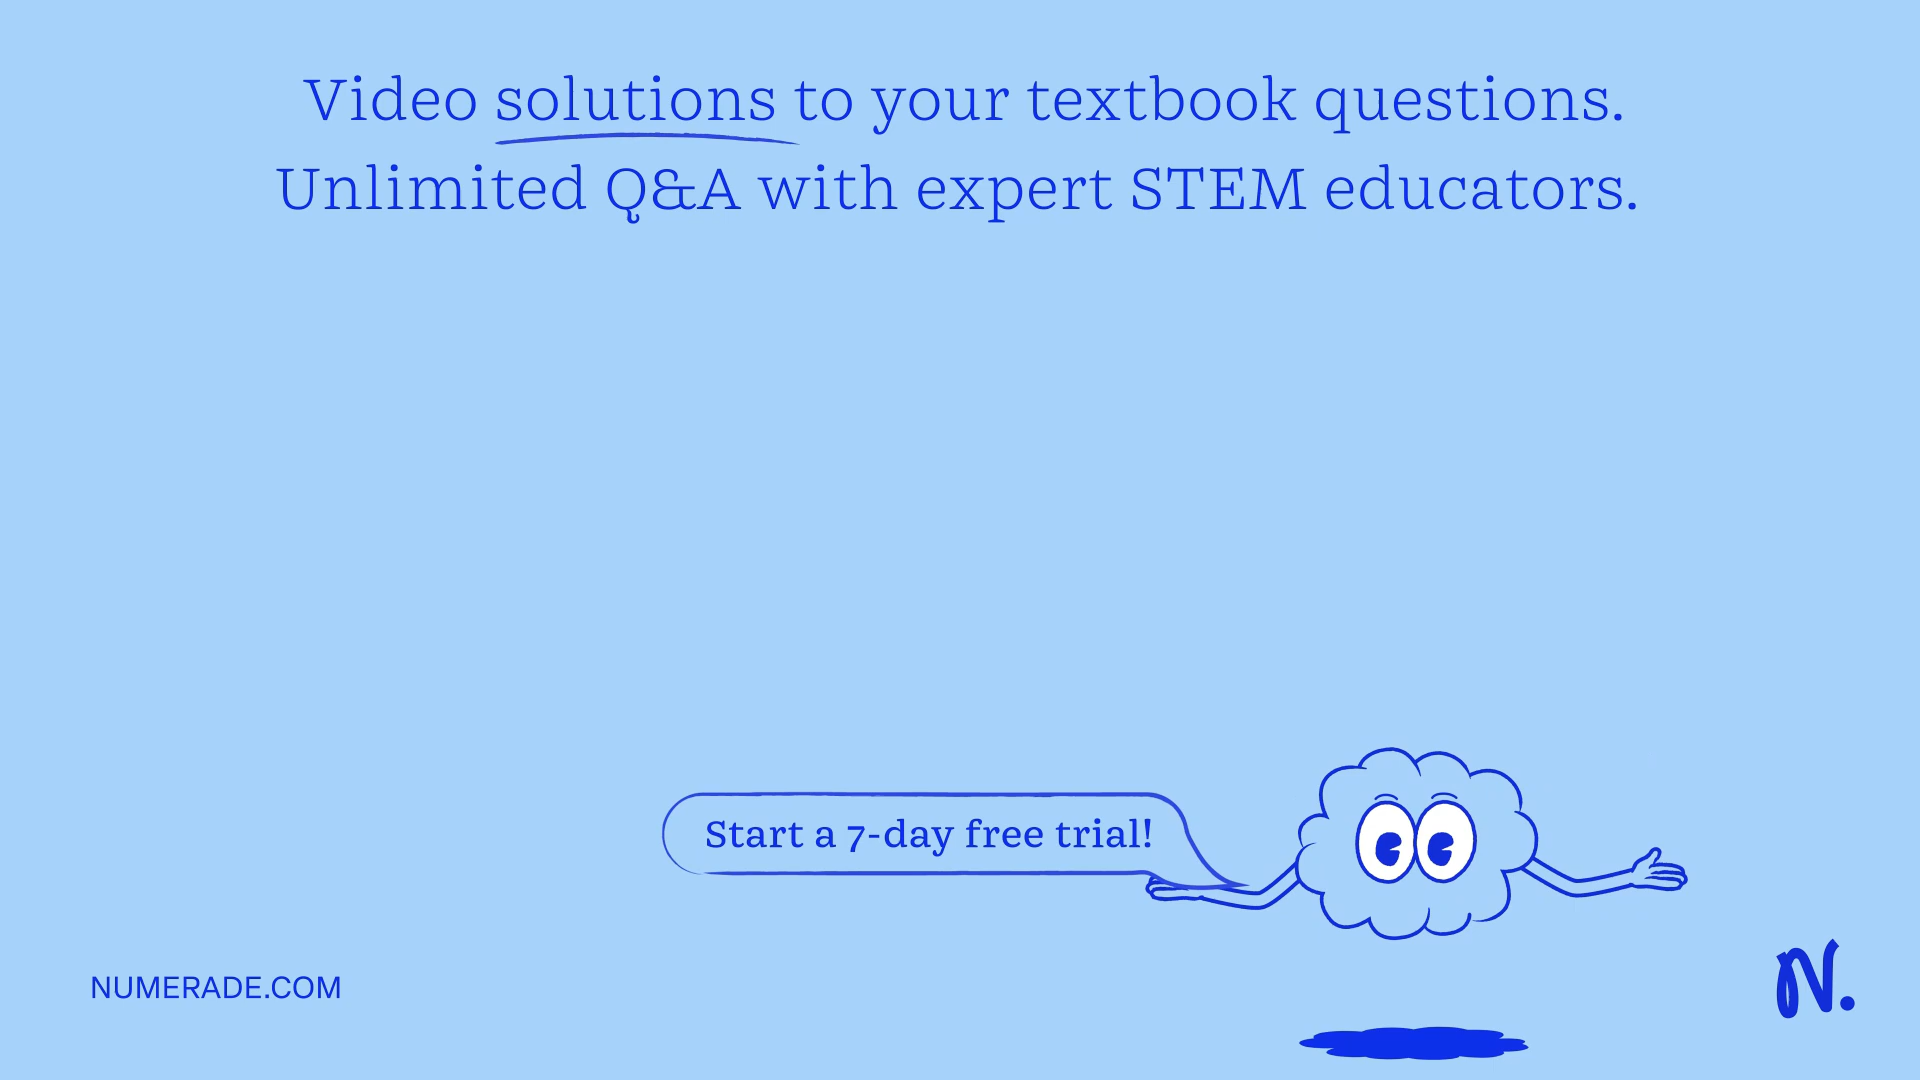 Video solutions to your textbook questions.
Unlimited Q&A with expert STEM educators.
Start a 7-day free trial!
NUMERADE.COM
N.